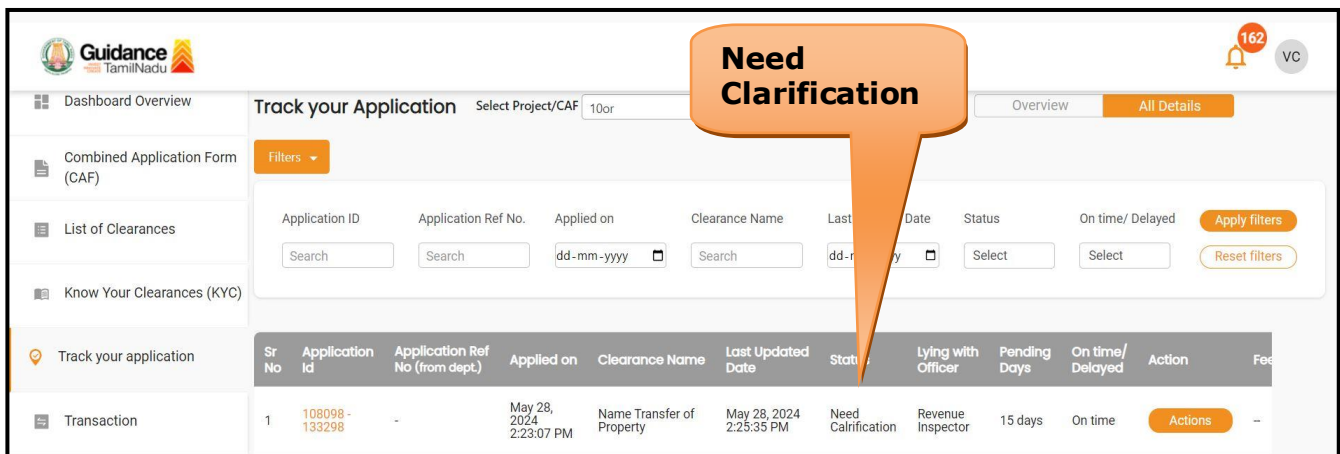 Guidance
TamilNadu
Need
Clarification
162
VC
Dashboard Overview
Track your Application Select Project/CAF 10or Overview All Details
Combined Application Form
(CAF)
Filters
List of Clearances
Application ID Application Ref No. Applied on Clearance Name Last Date Status On time/ Delayed Apply filters
Search Search dd-mm-yyyy Search Select Select Reset filters
Know Your Clearances (KYC)
Track your application
Sr
No
Application
Id
Application Ref
No (from dept.)
Applied on
Clearance Name
Last Updated
Date
Lying with
Officer
Pending
Days
On time/
Delayed
Action
Transaction
1
108098 -
133298
-
May 28,
2024
2:23:07 PM
Name Transfer of
Property
May 28, 2024
2:25:35 PM
Need
Calrification
Revenue
Inspector
15 days
On time
Actions
--